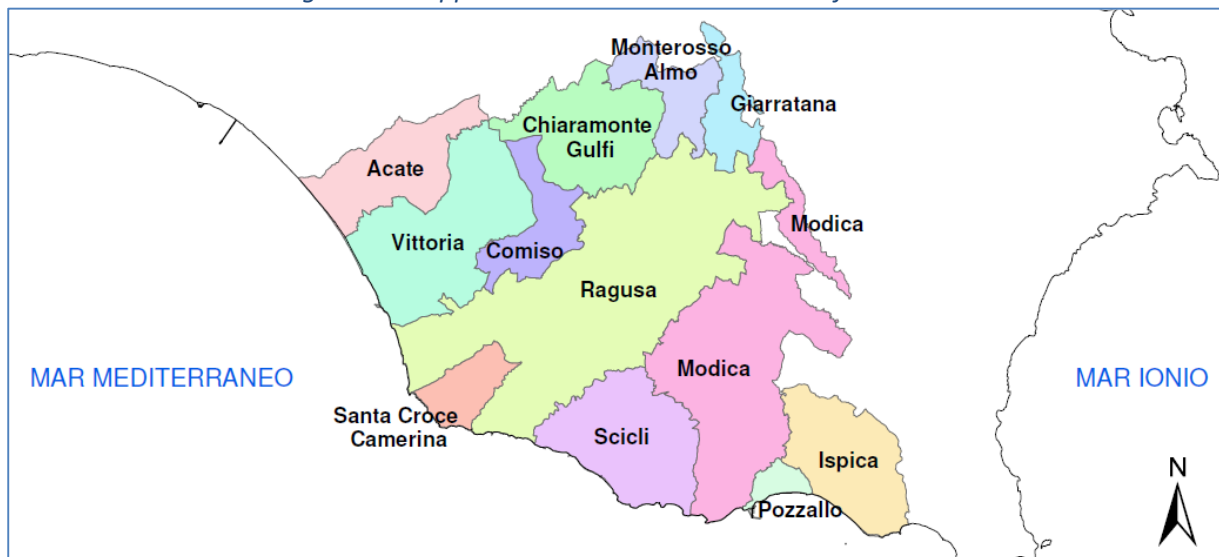 Monterosso
Almo
Giarratana
Chiaramonte
Gulfi
Acate
Modica
Vittoria
Comiso
Ragusa
MAR MEDITERRANEO
Modica
MAR IONIO
Santa Croce
Camerina
Scicli
Ispica
N
Pozzallo